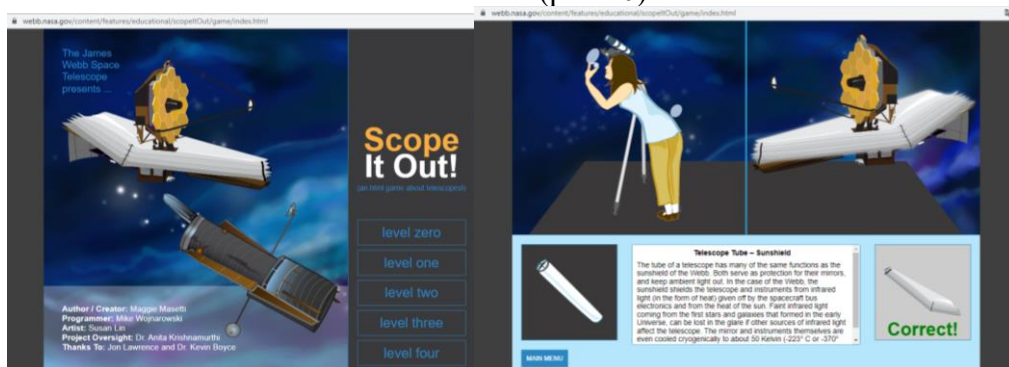 webb.nasa.gov/content/features/educational/scopeItOut/game/index.html
The James
Webb Space
Telescope
presents ...
Scope
It Out!
(an html game about telescopes)
level zero
level one
level two
level three
level four
Author / Creator: Maggie Masetti
Programmer: Mike Wojnarowski
Artist: Susan Lin
Project Oversight: Dr. Anita Krishnamurthi
Thanks To: Jon Lawrence and Dr. Kevin Boyce
webb.nasa.gov/content/features/educational/scopeItOut/game/index.html
Telescope Tube – Sunshield
The tube of a telescope has many of the same functions as the
sunshield of the Webb. Both serve as protection for their mirrors,
and keep ambient light out. In the case of the Webb, the
sunshield shields the telescope and instruments from infrared
light (in the form of heat) given off by the spacecraft bus
electronics and from the heat of the sun. Faint infrared light
coming from the first stars and galaxies that formed in the early
Universe, can be lost in the glare if other sources of infrared light
affect the telescope. The mirror and instruments themselves are
even cooled cryogenically to about 50 Kelvin (-223° C or -370°
Correct!
MAIN MENU